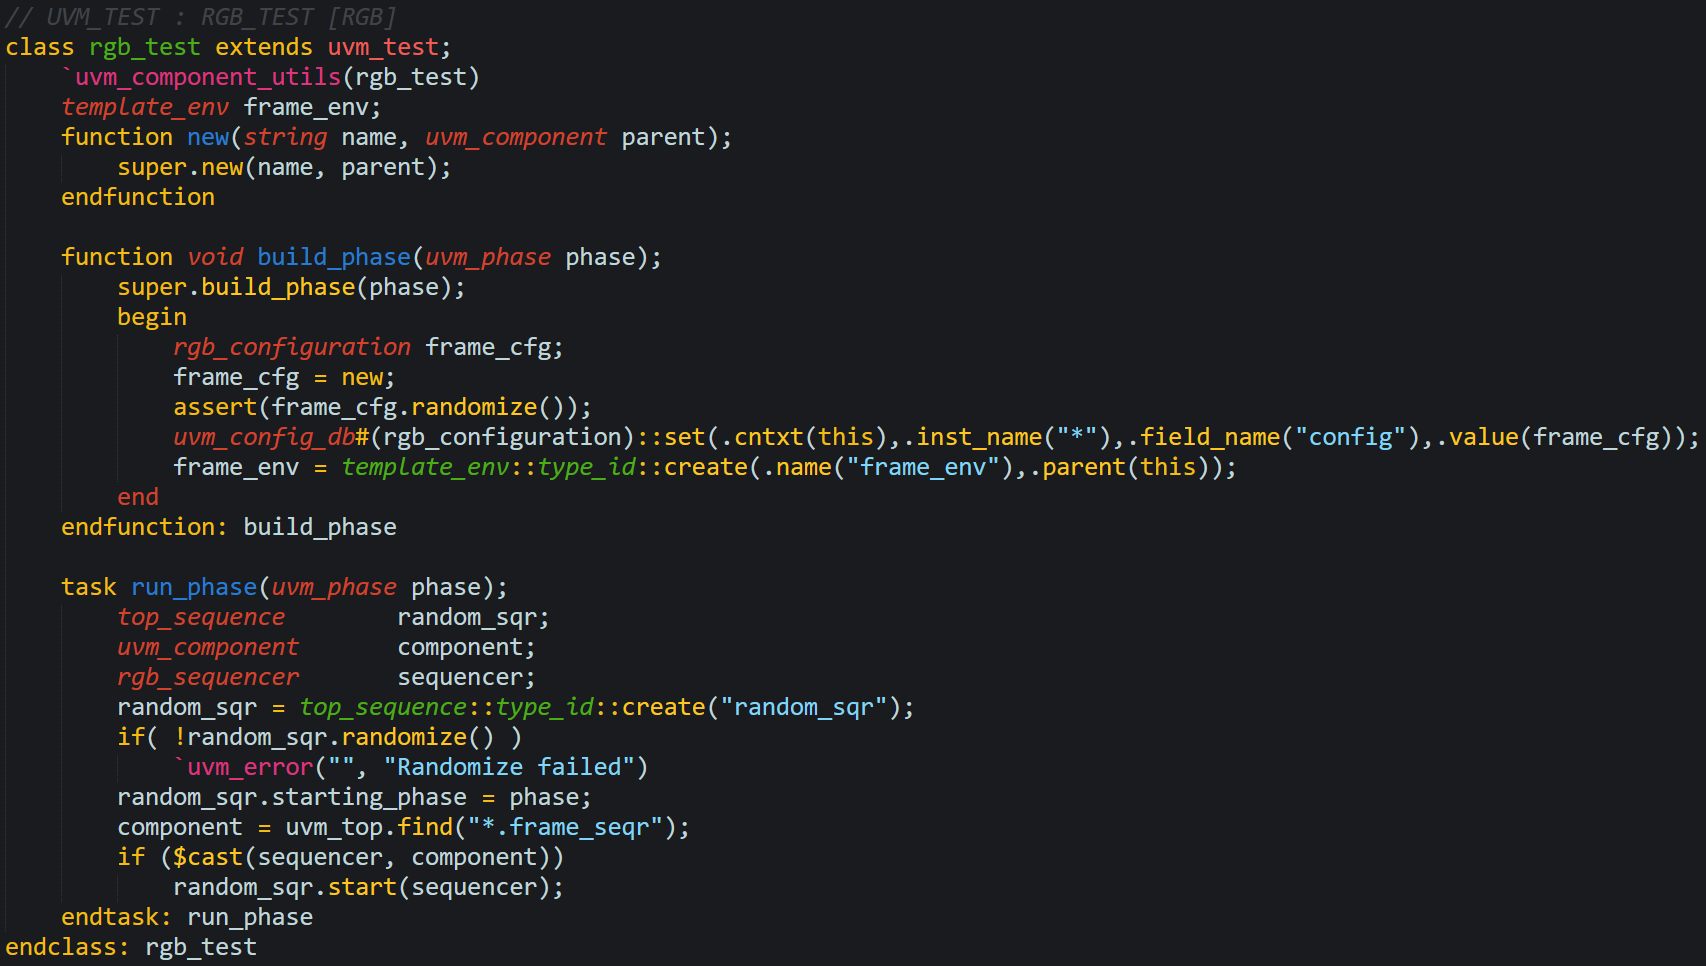 // UVM_TEST : RGB_TEST [RGB]
class rgb_test extends uvm_test;
    `uvm_component_utils(rgb_test)
    template_env frame_env;
    function new(string name, uvm_component parent);
        super.new(name, parent);
    endfunction

    function void build_phase(uvm_phase phase);
        super.build_phase(phase);
        begin
            rgb_configuration frame_cfg;
            frame_cfg = new;
            assert(frame_cfg.randomize());
            uvm_config_db#(rgb_configuration)::set(.cntxt(this),.inst_name("*"),.field_name("config"),.value(frame_cfg));
            frame_env = template_env::type_id::create(.name("frame_env"),.parent(this));
        end
    endfunction: build_phase

    task run_phase(uvm_phase phase);
        top_sequence        random_sqr;
        uvm_component       component;
        rgb_sequencer       sequencer;
        random_sqr = top_sequence::type_id::create("random_sqr");
        if( !random_sqr.randomize() )
            `uvm_error("", "Randomize failed")
        random_sqr.starting_phase = phase;
        component = uvm_top.find("*.frame_seqr");
        if ($cast(sequencer, component))
            random_sqr.start(sequencer);
    endtask: run_phase
endclass: rgb_test